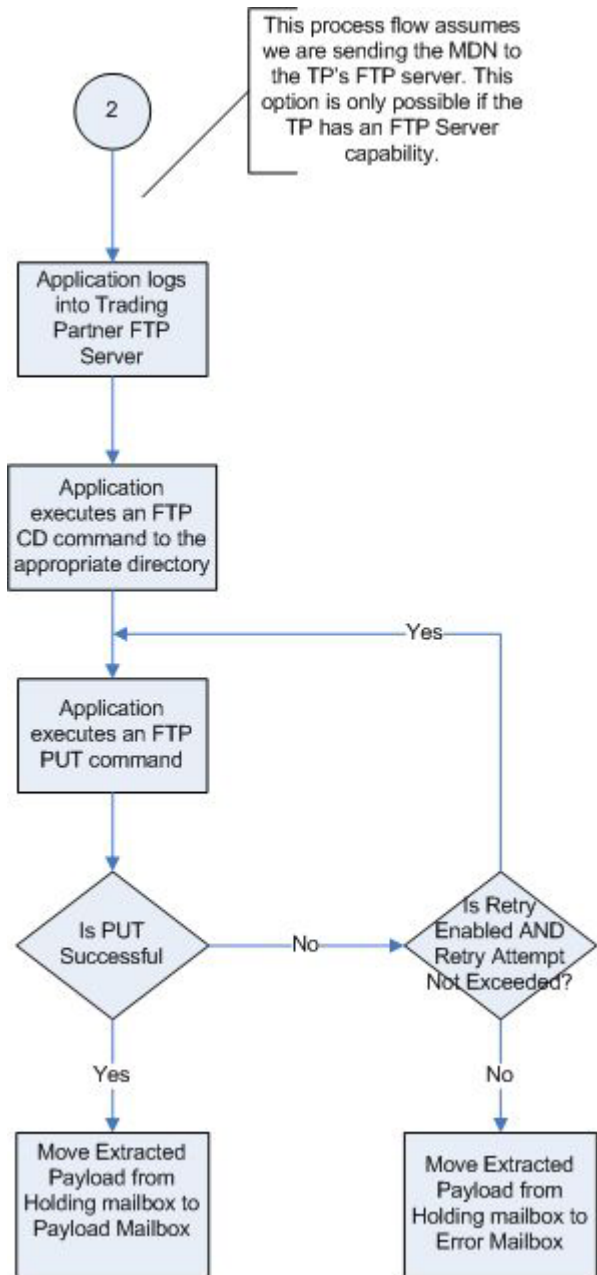 This process flow assumes
we are sending the MDN to
the TP's FTP server. This
option is only possible if the
TP has an FTP Server
capability.
2
Application logs
into Trading
Partner FTP
Server
Application
executes an FTP
CD command to the
appropriate directory
Yes
Application
executes an FTP
PUT command
Is PUT
Successful
No
Is Retry
Enabled AND
Retry Attempt
Not Exceeded?
Yes
No
Move Extracted
Payload from
Holding mailbox to
Payload Mailbox
Move Extracted
Payload from
Holding mailbox to
Error Mailbox